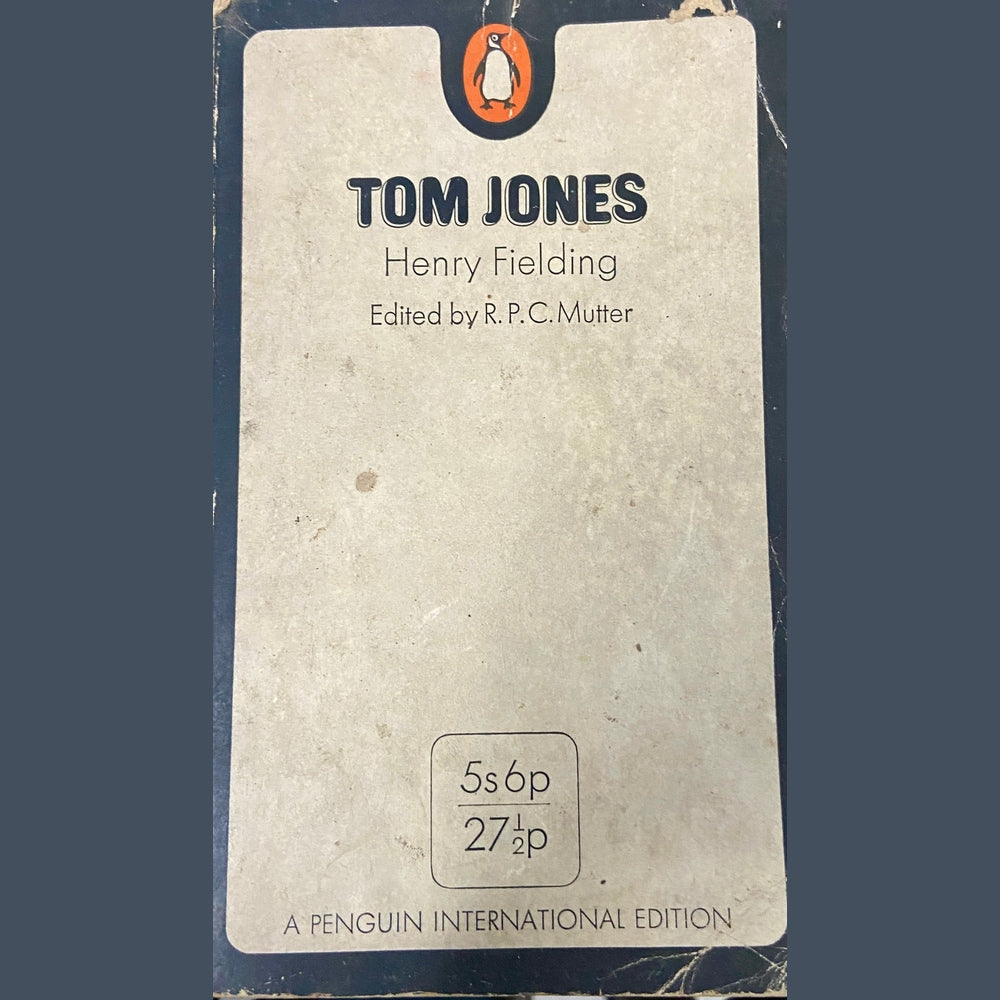 TOM JONES
Henry Fielding
Edited by R.P.C. Mutter
5s 6p
27½p
A PENGUIN INTERNATIONAL EDITION